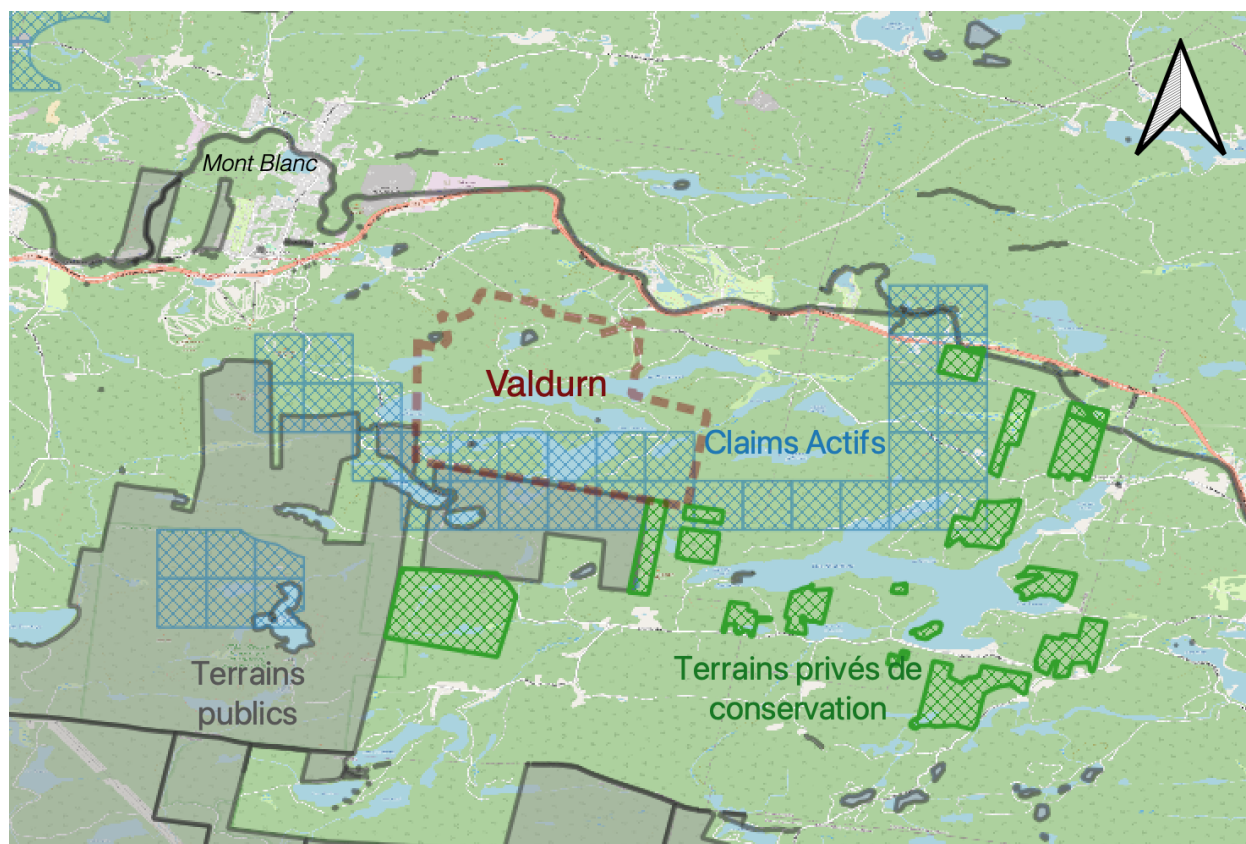 Mont Blanc
Valdurn
Claims Actifs
Terrains
publics
Terrains privés de
conservation